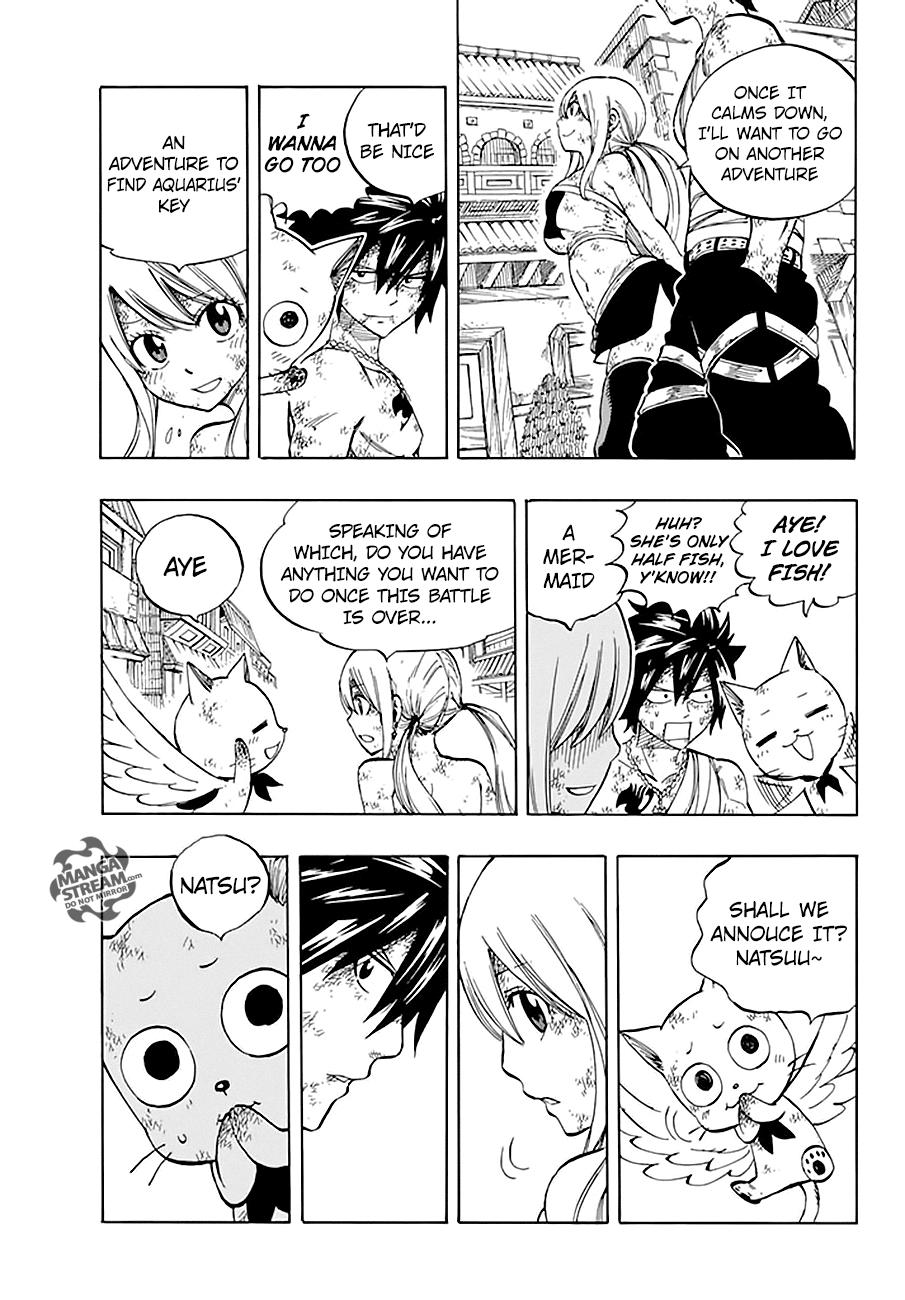 ONCE IT
CALMS DOWN,
I'LL WANT TO GO
ON ANOTHER
ADVENTURE
THAT'D
BE NICE
I
WANNA
GO TOO
AN
ADVENTURE TO
FIND AQUARIUS'
KEY
AYE!
I LOVE
FISH!
HUH?
SHE'S ONLY
HALF FISH,
Y'KNOW!!
A
MER-
MAID
SPEAKING OF
WHICH, DO YOU HAVE
ANYTHING YOU WANT TO
DO ONCE THIS BATTLE
IS OVER...
AYE
SHALL WE
ANNOUCE IT?
NATSUU~
NATSU?
MANGA
STREAM.com
DO NOT MIRROR